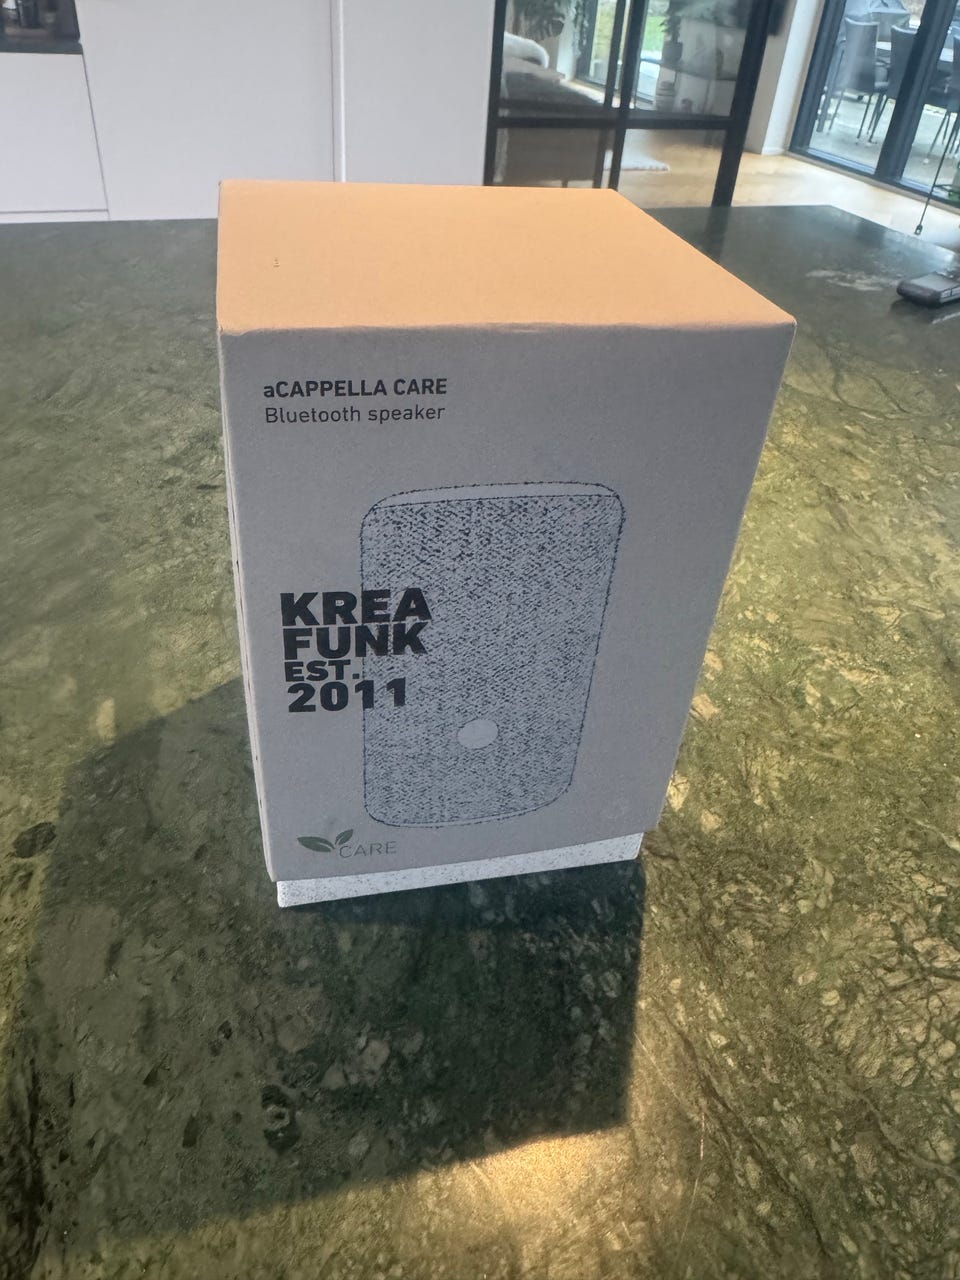 aCAPPELLA CARE
Bluetooth speaker
KREA
FUNK
EST.
2011
CARE